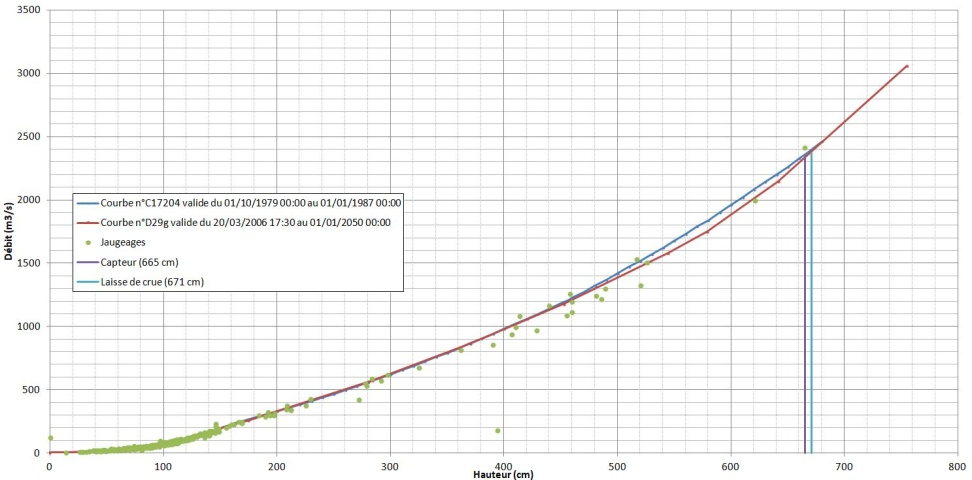 3500
3000
2500
2000
1500
1000
500
0
Débit (m3/s)
Courbe n°C17204 valide du 01/10/1979 00:00 au 01/01/1987 00:00
Courbe n°D29g valide du 20/03/2006 17:30 au 01/01/2050 00:00
Jaugeages
Capteur (665 cm)
Laisse de crue (671 cm)
0 100 200 300 400 500 600 700 800
Hauteur (cm)